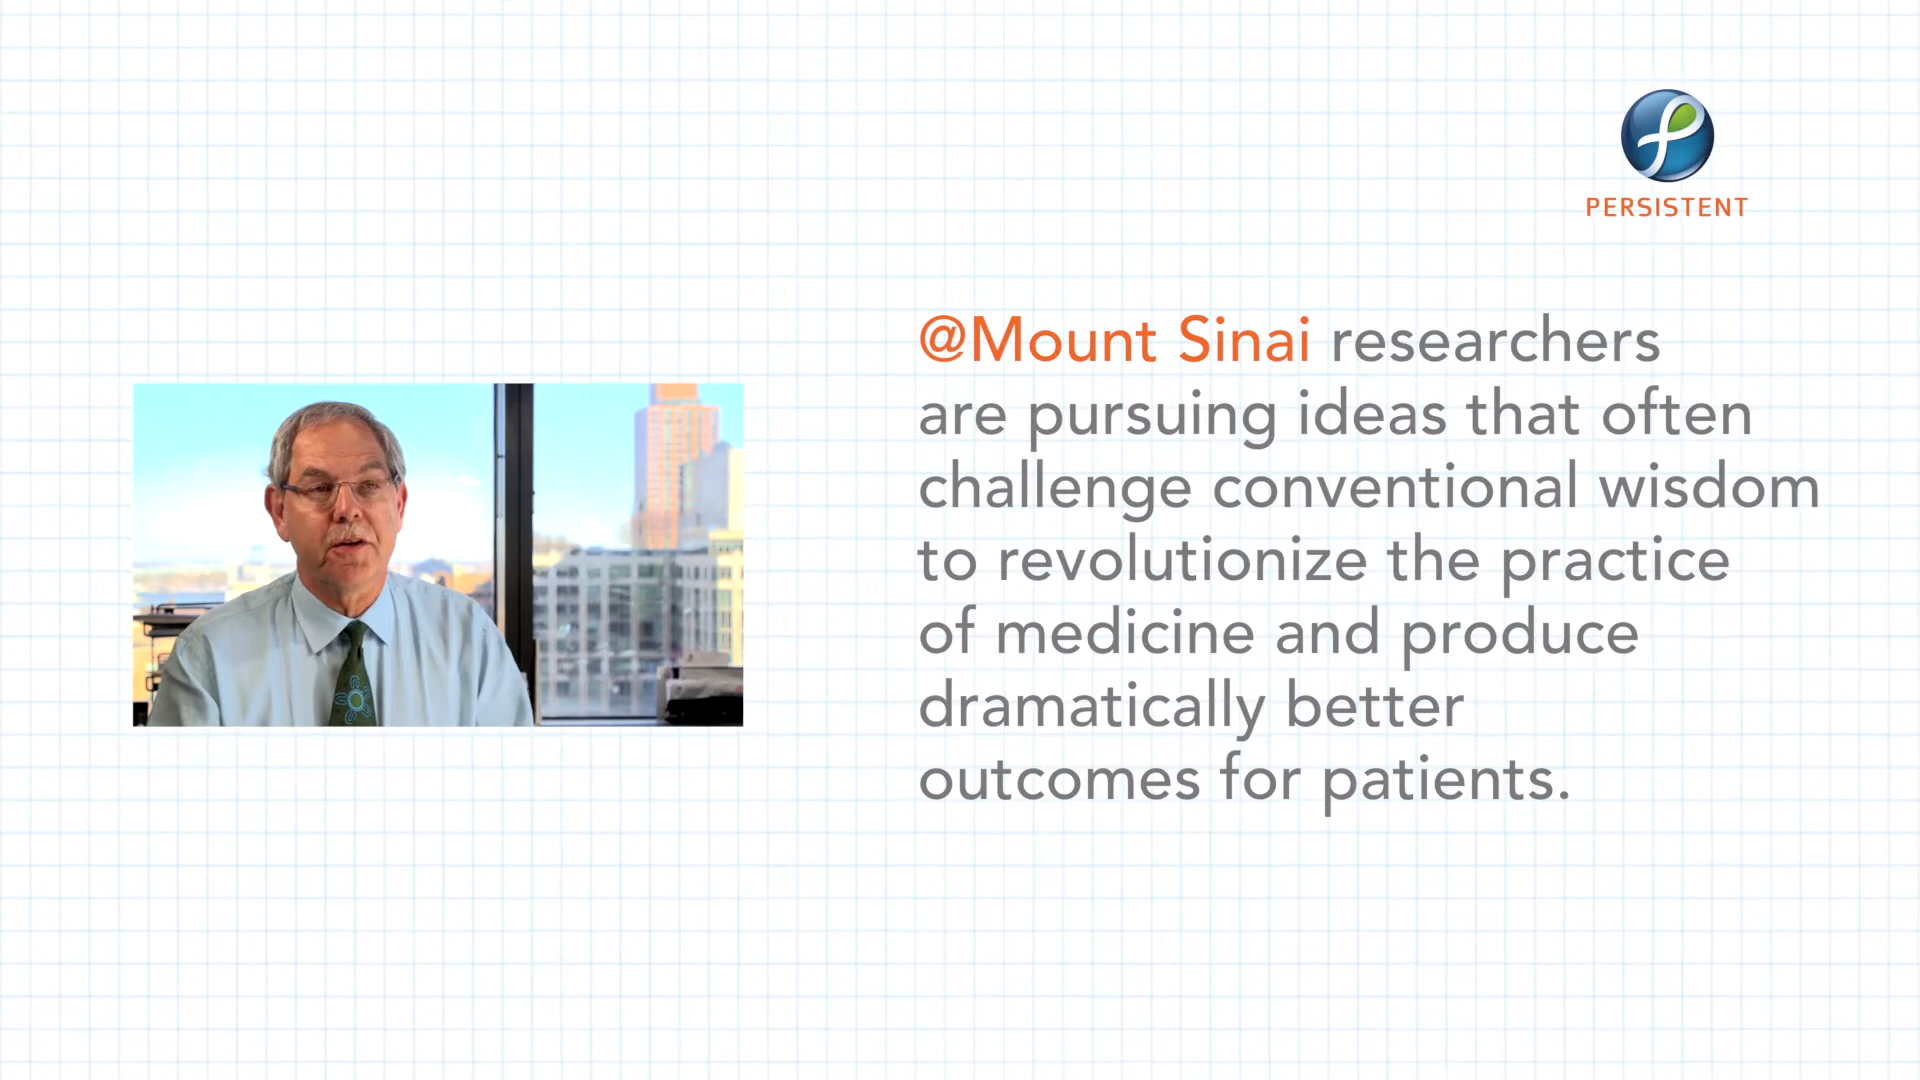 PERSISTENT
@Mount Sinai researchers
are pursuing ideas that often
challenge conventional wisdom
to revolutionize the practice
of medicine and produce
dramatically better
outcomes for patients.